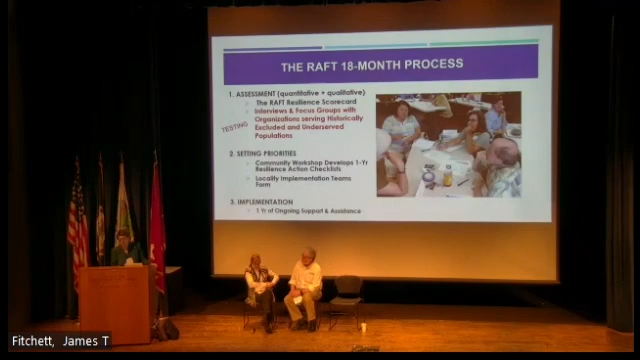 THE RAFT 18-MONTH PROCESS
1. ASSESSMENT (quantitative + qualitative)
The RAFT Resilience Scorecard
Interviews & Focus Groups with
Organizations serving Historically
Excluded and Underserved
Populations
TESTING
2. SETTING PRIORITIES
Community Workshop Develops 1-Yr
Resilience Action Checklists
Locality Implementation Teams
Form
3. IMPLEMENTATION
1 Yr of Ongoing Support & Assistance
Fitchett, James T